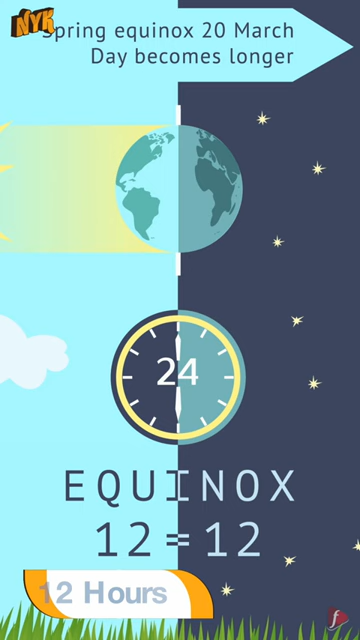 NYK
Spring equinox 20 March
Day becomes longer
24
EQUINOX
12=12
12 Hours
f